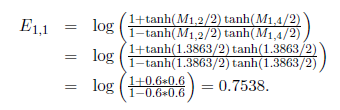 E_{1,1} = log ( \frac{1+tanh(M_{1,2}/2) tanh(M_{1,4}/2)}{1−tanh(M_{1,2}/2) tanh(M_{1,4}/2)} )
= log ( \frac{1+tanh(1.3863/2) tanh(1.3863/2)}{1−tanh(1.3863/2) tanh(1.3863/2)} )
= log ( \frac{1+0.6*0.6}{1−0.6*0.6} ) = 0.7538.